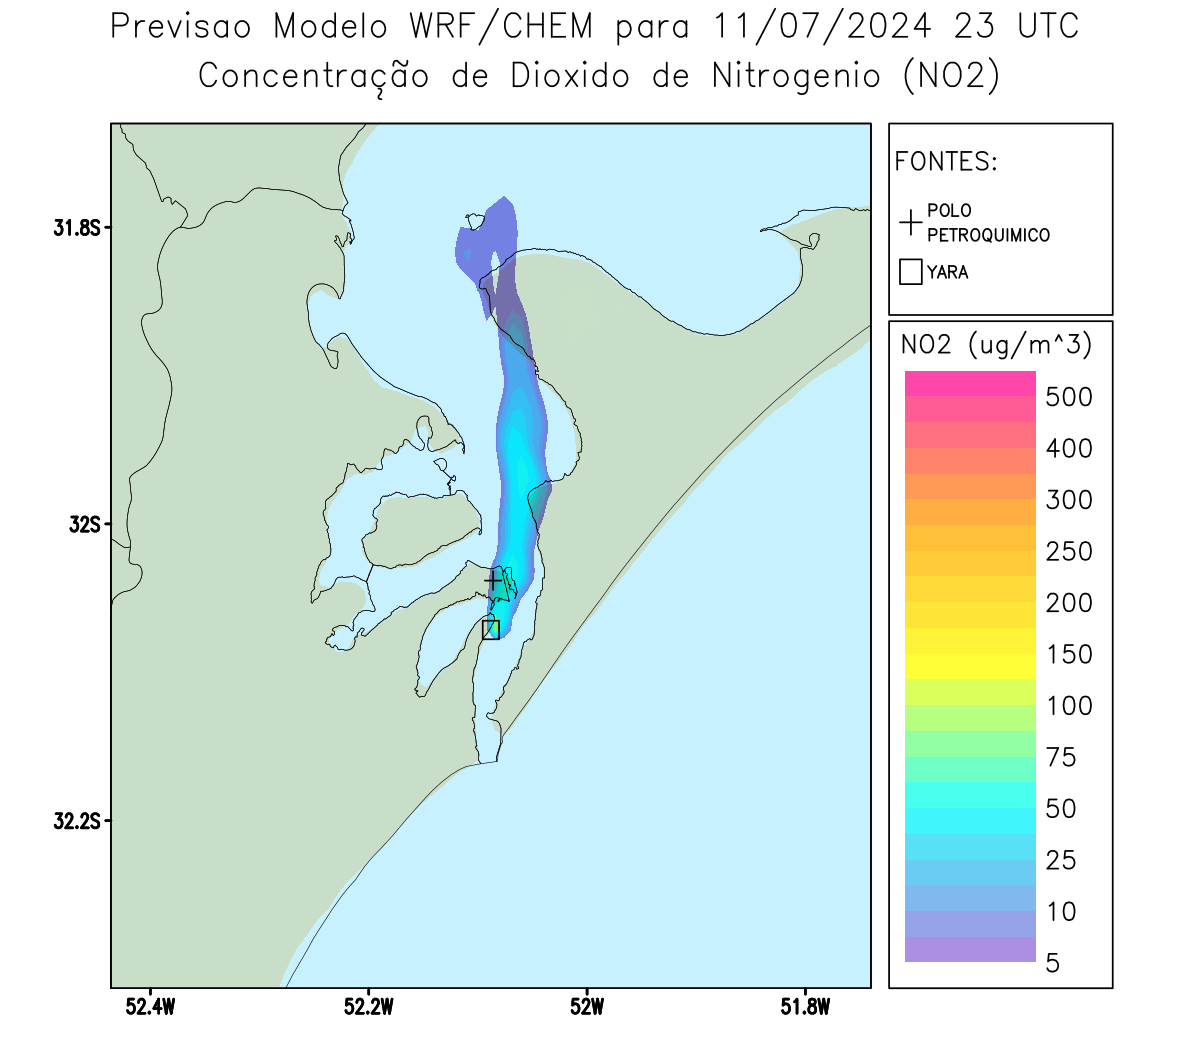 Previsao Modelo WRF/CHEM para 11/07/2024 23 UTC
Concentração de Dioxido de Nitrogenio (NO2)
FONTES:
POLO
PETROQUIMICO
YARA
NO2 (ug/m^3)
500
400
300
250
200
150
100
75
50
25
10
5
31.8S
32S
32.2S
52.4W
52.2W
52W
51.8W